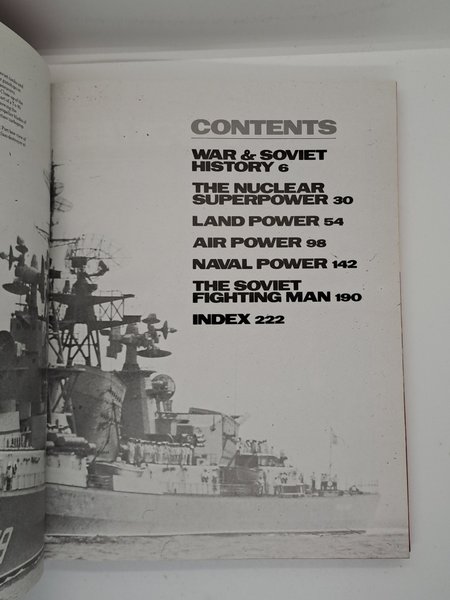 CONTENTS
WAR & SOVIET
HISTORY 6
THE NUCLEAR
SUPERPOWER 30
LAND POWER 54
AIR POWER 98
NAVAL POWER 142
THE SOVIET
FIGHTING MAN 190
INDEX 222